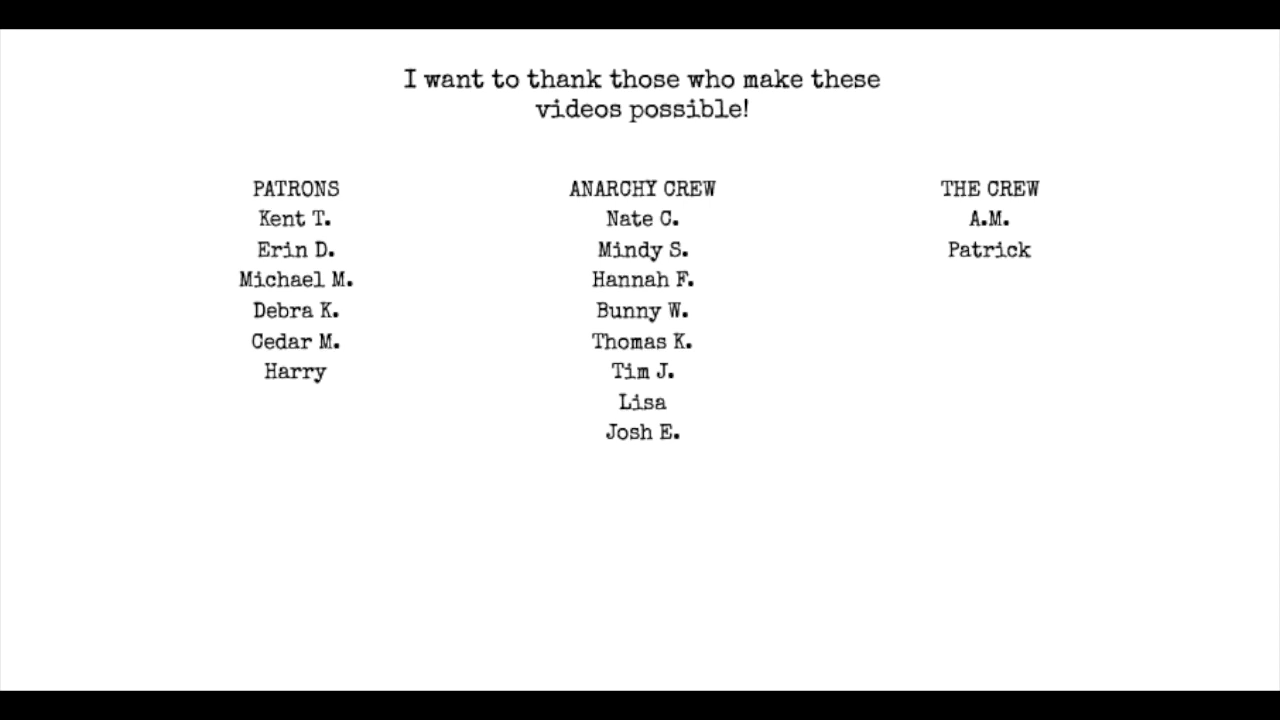 I want to thank those who make these
videos possible!
PATRONS
Kent T.
Erin D.
Michael M.
Debra K.
Cedar M.
Harry
ANARCHY CREW
Nate C.
Mindy S.
Hannah F.
Bunny W.
Thomas K.
Tim J.
Lisa
Josh E.
THE CREW
A.M.
Patrick